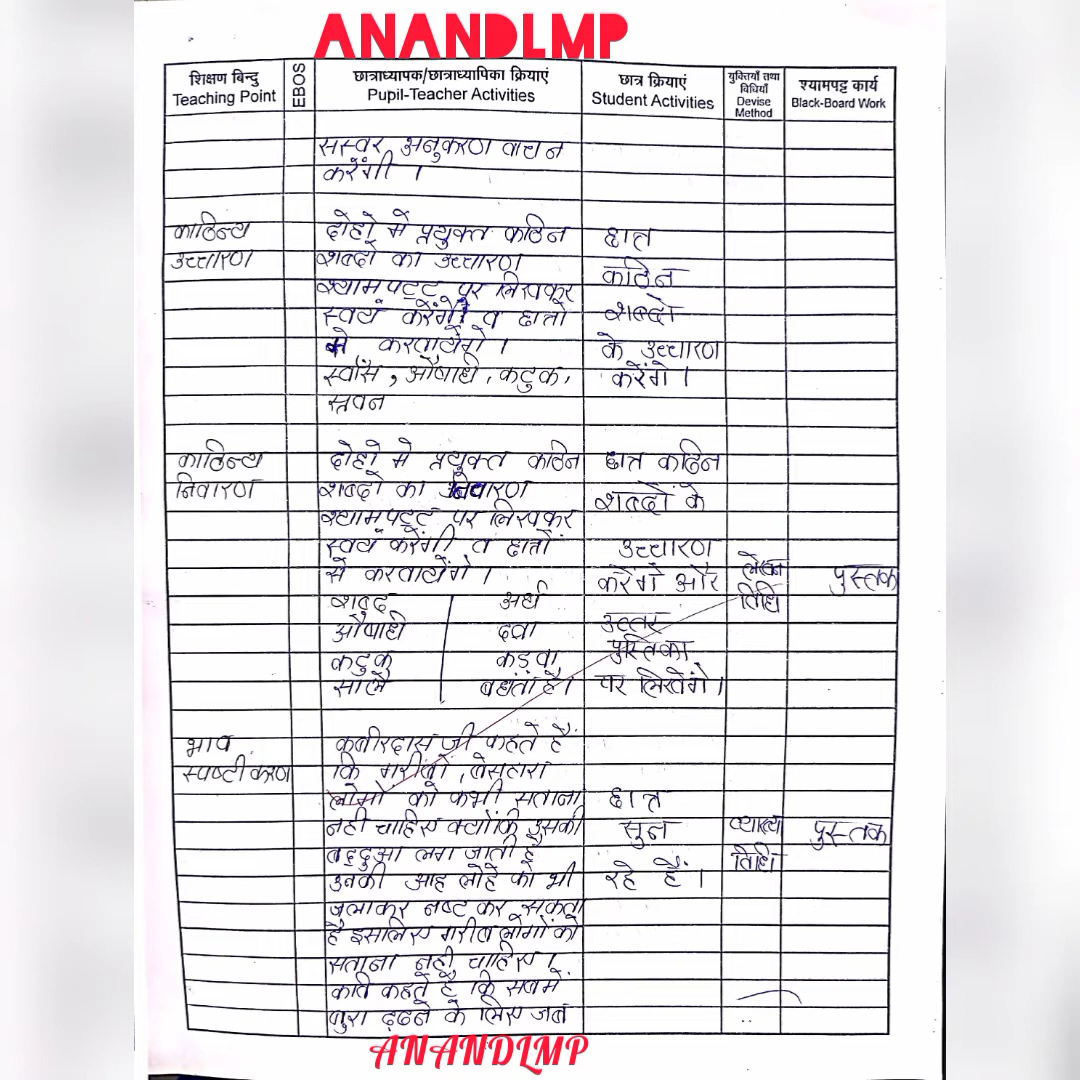 ANANDLMP
शिक्षण बिन्दु
Teaching Point
EBOS
छात्राध्यापक/छात्राध्यापिका क्रियाएं
Pupil-Teacher Activities
छात्र क्रियाएं
Student Activities
युक्तियाँ तथा
विधियाँ
Devise
Method
श्यामपट्ट कार्य
Black-Board Work
सस्वर अनुकरण वाचन
करेंगी ।
काठिन्य
उच्चारण
दोहो में प्रयुक्त कठिन
शब्दों का उच्चारण
श्यामपट्ट पर लिखकर
स्वयं करेंगे व छात्रों
से करवायेंगे ।
स्वाँस, औषधि, कटुक,
स्त्रवन
छात्र
कठिन
शब्दो
के उच्चारण
करेंगे ।
काठिन्य
निवारण
दोहो मे प्रयुक्त कठिन
शब्दों का निवारण
श्यामपट्ट पर लिखकर
स्वयं करेंगी व छात्रों
से करवायेंगे ।
शब्द अर्थ
औषधी दवा
कटुक कड़वा
सालै बहता है।
छात्र कठिन
शब्दों के
उच्चारण
करेंगे और
उत्तर
पुस्तिका
पर लिखेंगे ।
लेखन
विधि
पुस्तक
भाव
स्पष्टीकरण
कबीरदास जी कहते हैं
कि गरीबों, बेसहारा
लोगो को कभी सताना
नही चाहिए क्योंकि उसकी
बद्दुआ लग जाती है
उनकी आह लोहे को भी
जलाकर नष्ट कर सकता
है इसलिए गरीब लोगों को
सताना नही चाहिए ।
कवि कहते है कि सबमें
बुरा ढूढने के लिए जब
छात्र
सुन
रहे हैं ।
व्याख्या
विधि
पुस्तक
ANANDLMP